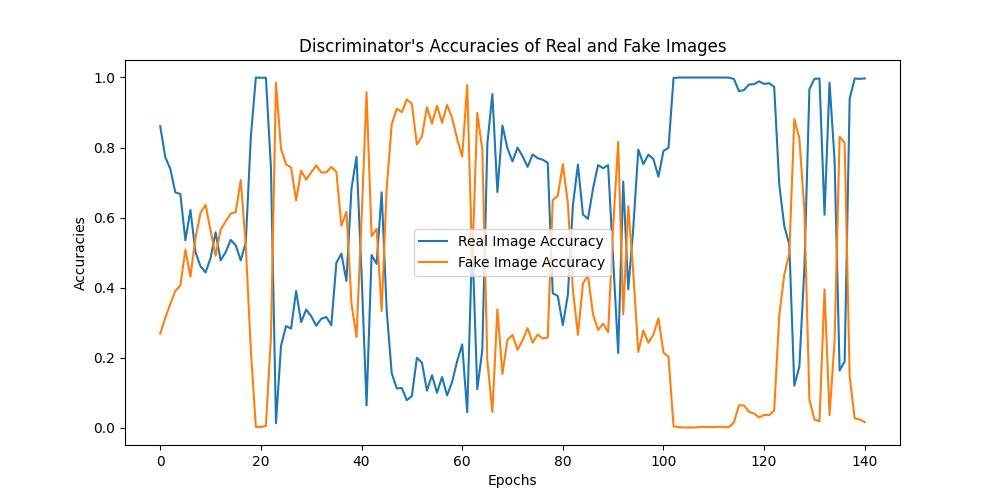 Discriminator's Accuracies of Real and Fake Images
1.0
0.8
0.6
0.4
0.2
0.0
Accuracies
Real Image Accuracy
Fake Image Accuracy
0 20 40 60 80 100 120 140
Epochs